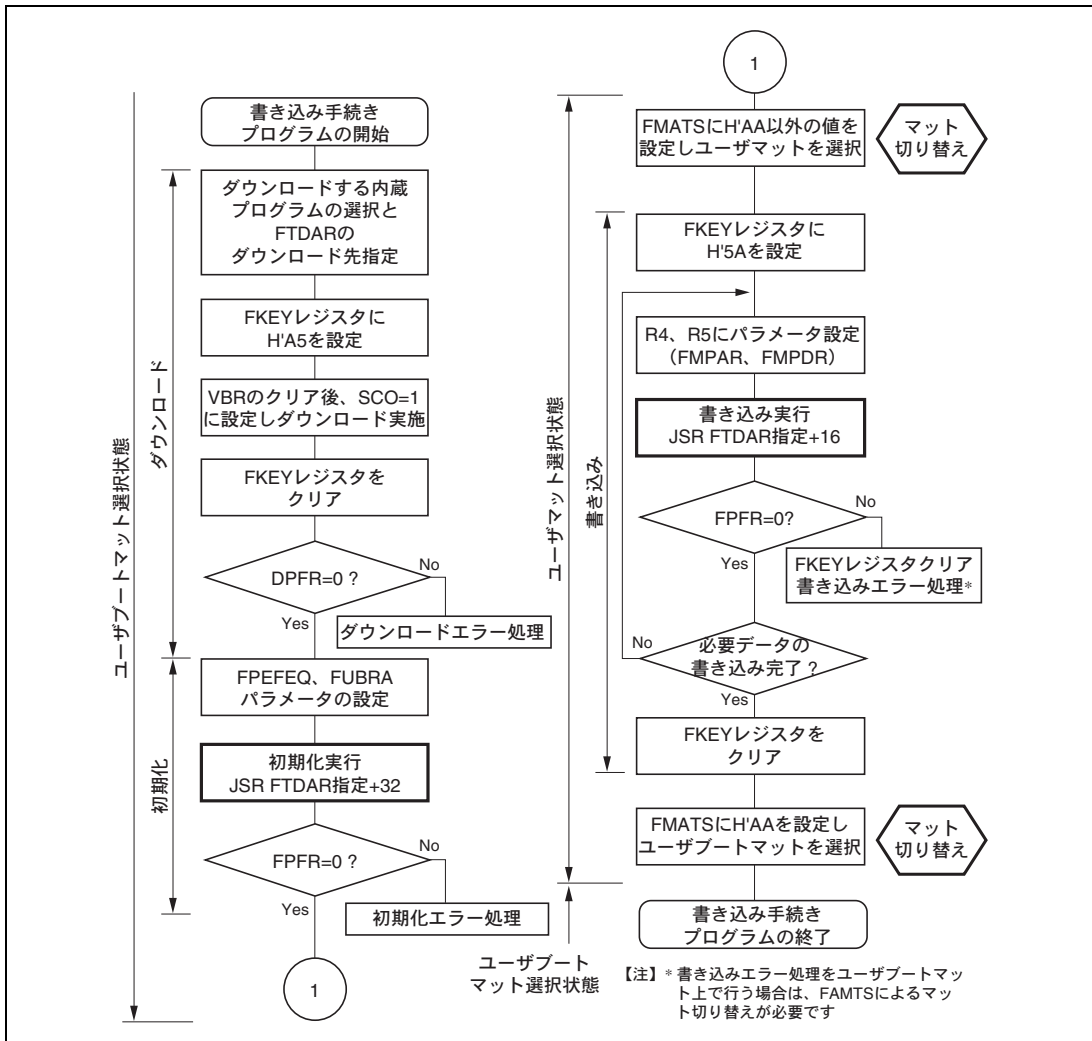 書き込み手続き
プログラムの開始
ダウンロードする内蔵
プログラムの選択と
FTDARの
ダウンロード先指定
FKEYレジスタに
H'A5を設定
VBRのクリア後、SCO=1
に設定しダウンロード実施
FKEYレジスタを
クリア
DPFR=0 ?
No
Yes
ダウンロードエラー処理
FPEFEQ、FUBRA
パラメータの設定
初期化実行
JSR FTDAR指定+32
FPFR=0 ?
No
Yes
初期化エラー処理
1
ダウンロード
初期化
ユーザブートマット選択状態
1
FMATSにH'AA以外の値を
設定しユーザマットを選択
マット
切り替え
FKEYレジスタに
H'5Aを設定
R4、R5にパラメータ設定
（FMPAR、FMPDR）
書き込み実行
JSR FTDAR指定+16
FPFR=0?
No
Yes
FKEYレジスタクリア
書き込みエラー処理*
必要データの
書き込み完了 ?
No
Yes
FKEYレジスタを
クリア
FMATSにH'AAを設定し
ユーザブートマットを選択
マット
切り替え
書き込み手続き
プログラムの終了
書き込み
ユーザマット選択状態
ユーザブート
マット選択状態
【注】* 書き込みエラー処理をユーザブートマッ
ト上で行う場合は、FAMTSによるマッ
ト切り替えが必要です